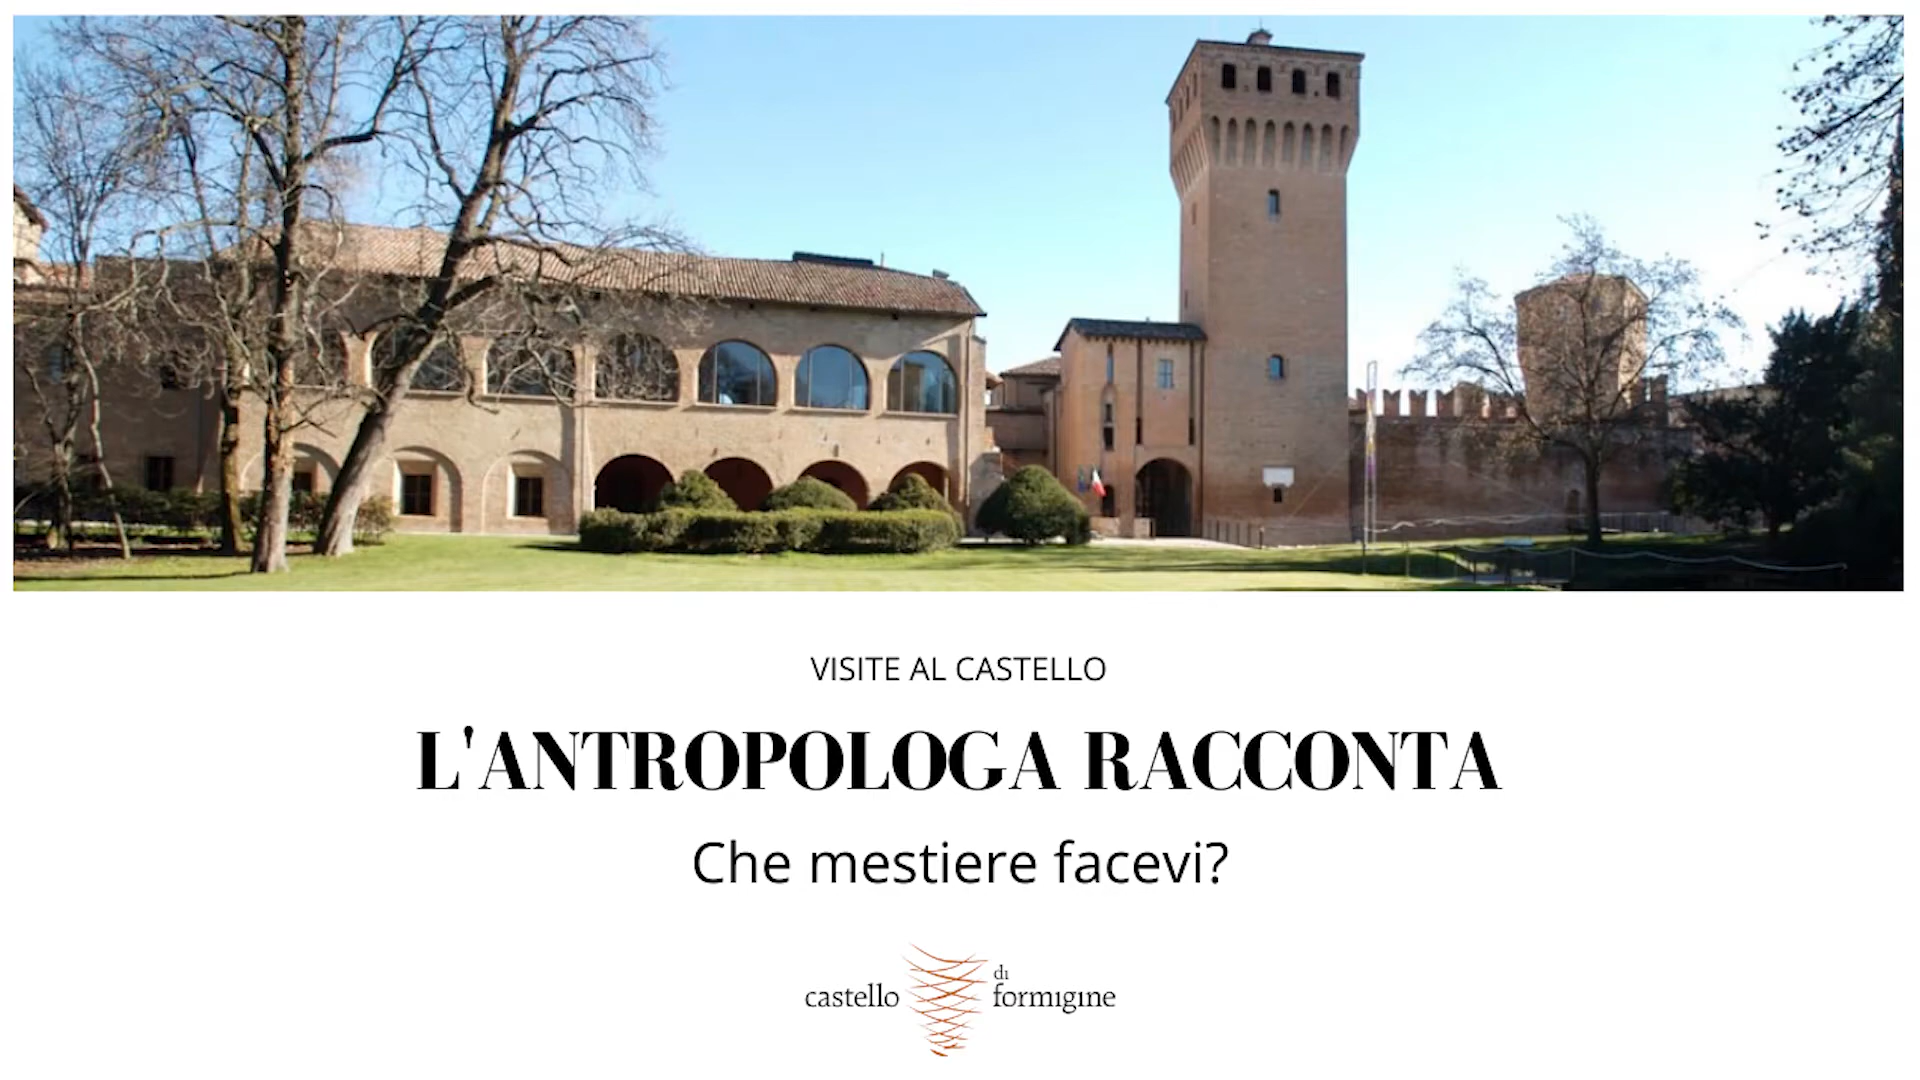 VISITE AL CASTELLO
L'ANTROPOLOGA RACCONTA
Che mestiere facevi?
castello di formigine